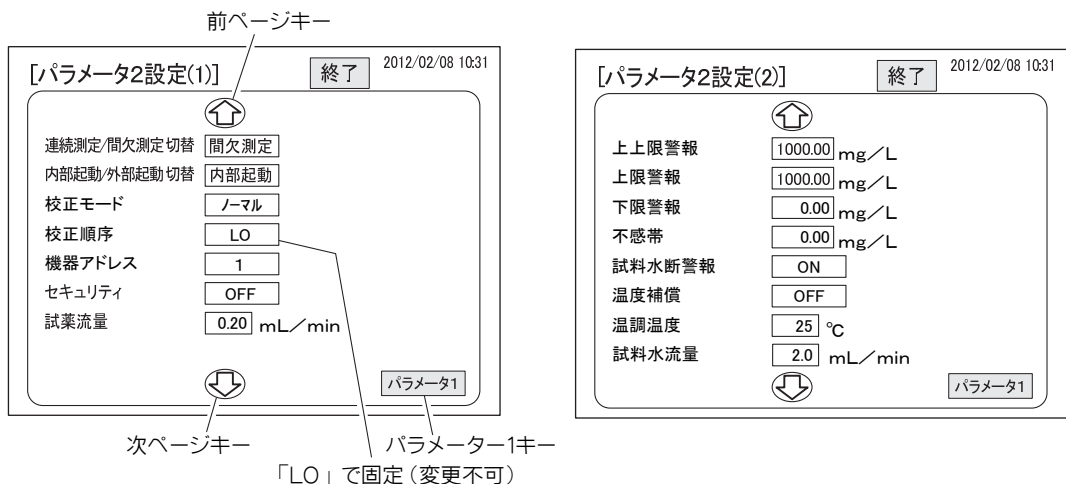 前ページキー
[パラメータ2設定(1)] 終了 2012/02/08 10:31
連続測定/間欠測定切替 間欠測定
内部起動/外部起動切替 内部起動
校正モード ノーマル
校正順序 LO
機器アドレス 1
セキュリティ OFF
試薬流量 0.20 mL/min
パラメータ1
次ページキー パラメーター1キー
「LO」で固定(変更不可)
[パラメータ2設定(2)] 終了 2012/02/08 10:31
上上限警報 1000.00 mg/L
上限警報 1000.00 mg/L
下限警報 0.00 mg/L
不感帯 0.00 mg/L
試料水断警報 ON
温度補償 OFF
温調温度 25 ℃
試料水流量 2.0 mL/min
パラメータ1